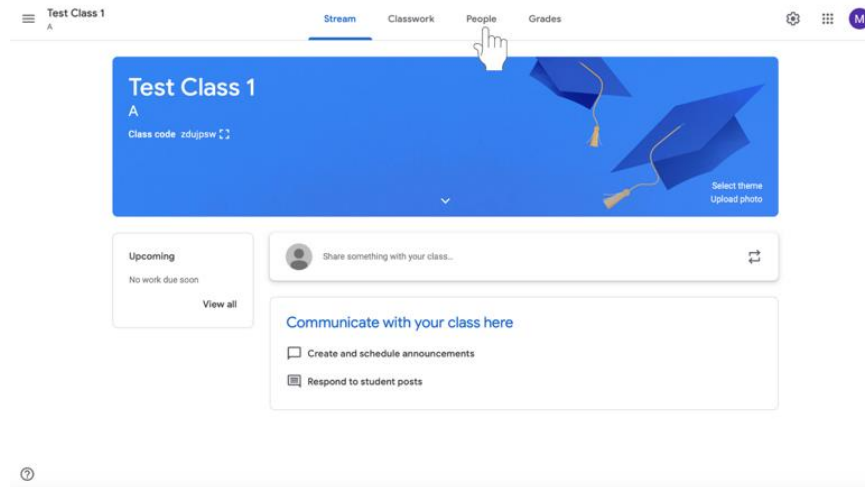 Test Class 1
A
Stream Classwork People Grades
M
Test Class 1
A
Class code zdujpsw
Select theme
Upload photo
Upcoming
No work due soon
View all
Share something with your class...
Communicate with your class here
Create and schedule announcements
Respond to student posts